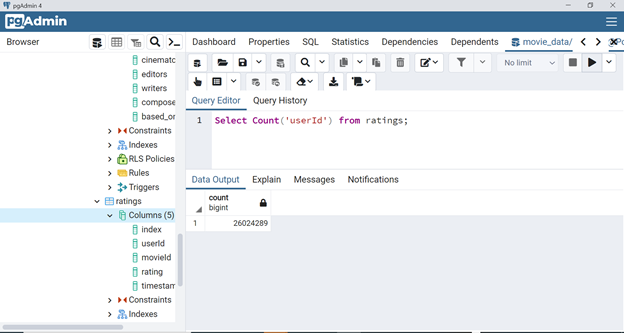 pgAdmin 4
pgAdmin
Browser
Dashboard Properties SQL Statistics Dependencies Dependents movie_data/
No limit
Query Editor Query History
1 Select Count('userId') from ratings;
Data Output Explain Messages Notifications
count
bigint
1 26024289
cinemato
editors
writers
compose
based_or
Constraints
Indexes
RLS Policies
Rules
Triggers
ratings
Columns (5)
index
userId
movieId
rating
timestam
Constraints
Indexes